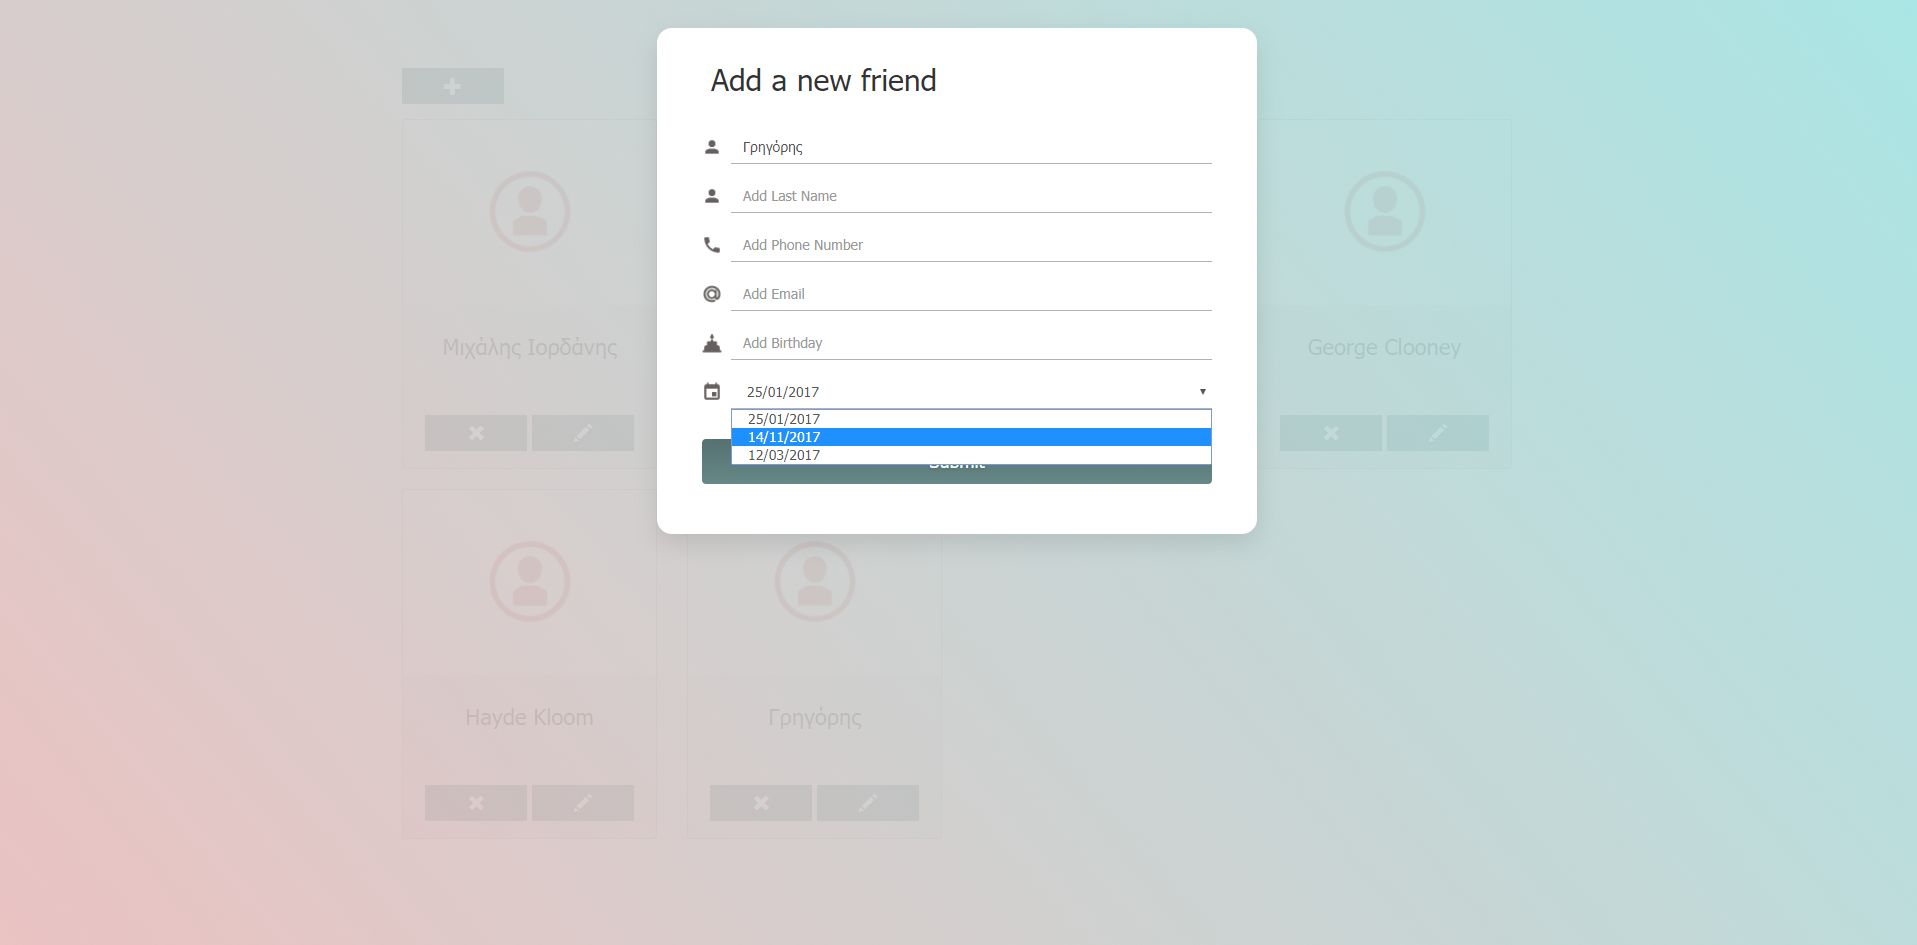 Add a new friend
Γρηγόρης
Add Last Name
Add Phone Number
Add Email
Add Birthday
25/01/2017
25/01/2017
14/11/2017
12/03/2017
Submit
Μιχάλης Ιορδάνης
George Clooney
Hayde Kloom
Γρηγόρης